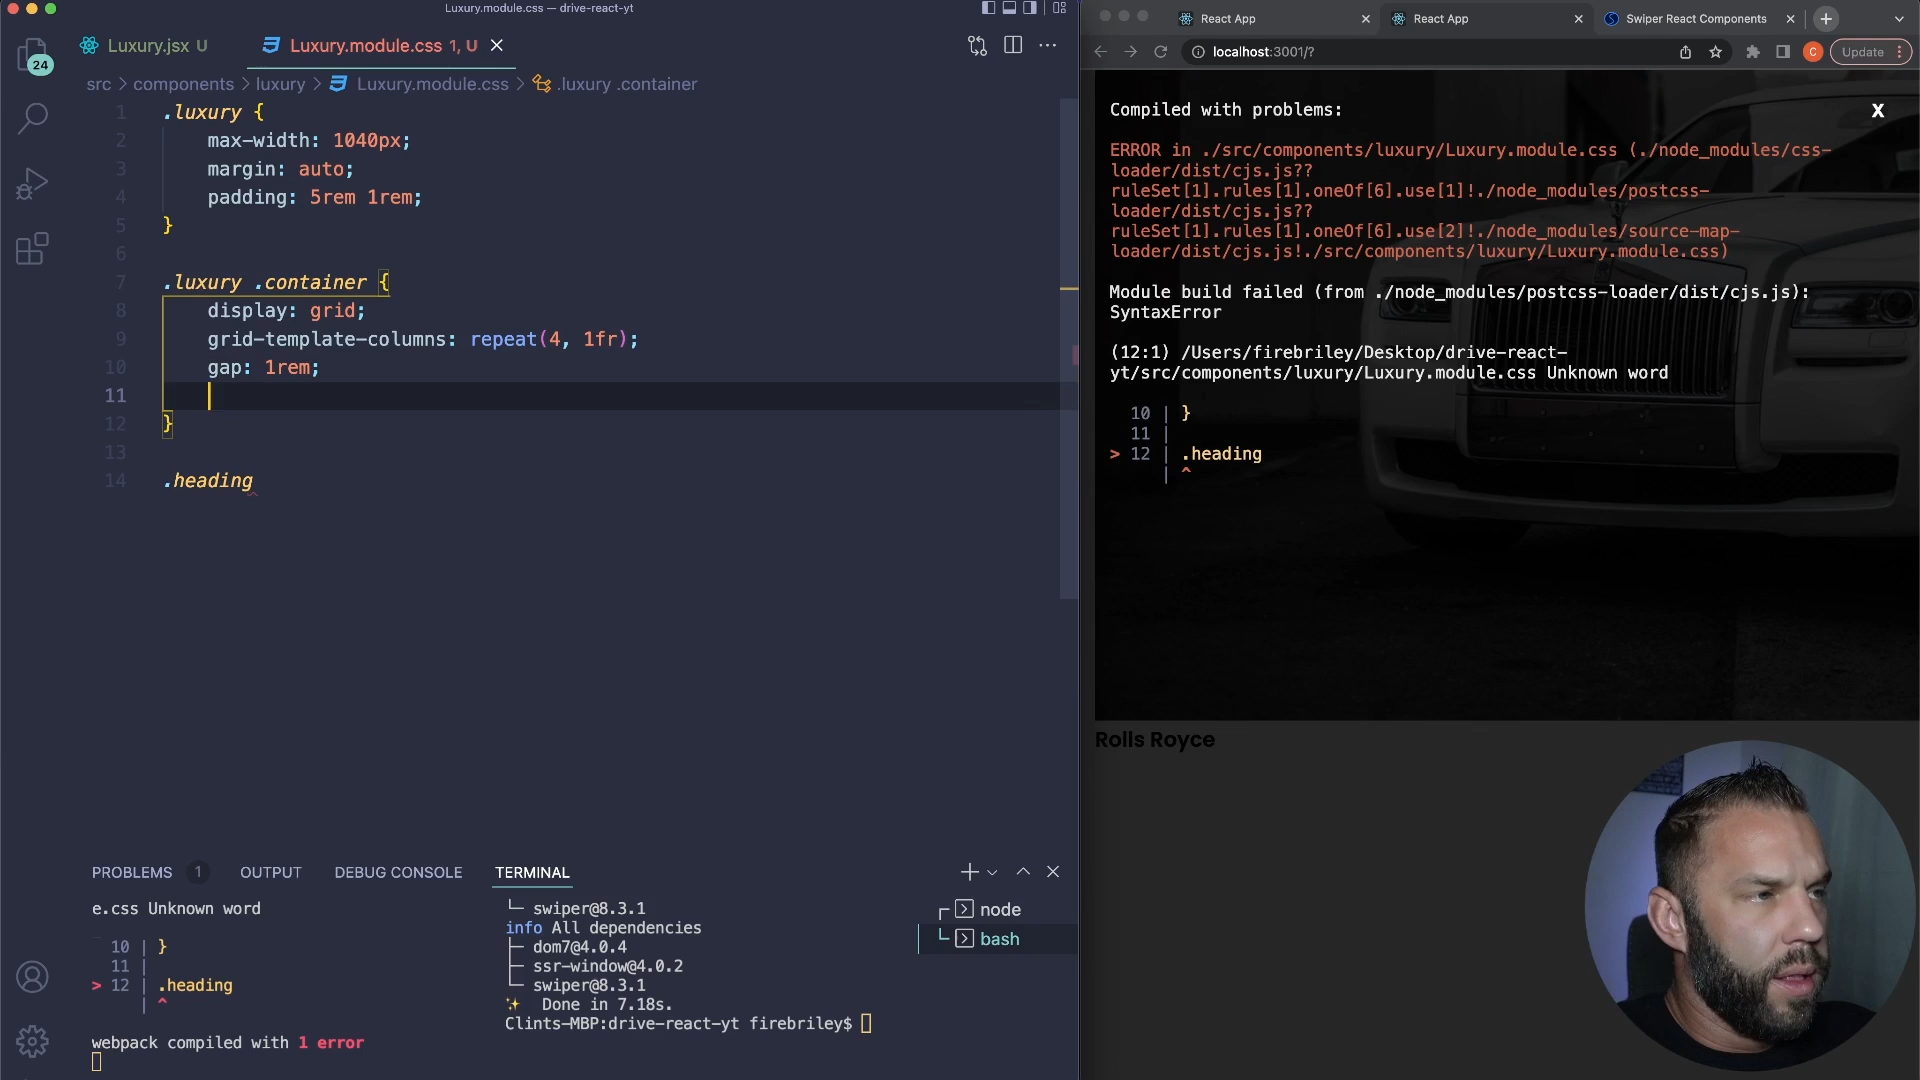 Luxury.module.css — drive-react-yt
24
Luxury.jsx U
Luxury.module.css 1, U
src > components > luxury > Luxury.module.css > .luxury .container
1 .luxury {
2 max-width: 1040px;
3 margin: auto;
4 padding: 5rem 1rem;
5 }
6
7 .luxury .container {
8 display: grid;
9 grid-template-columns: repeat(4, 1fr);
10 gap: 1rem;
11
12 }
13
14 .heading
PROBLEMS 1 OUTPUT DEBUG CONSOLE TERMINAL
e.css Unknown word
10 | }
11 |
> 12 | .heading
| ^
webpack compiled with 1 error
└─ swiper@8.3.1
info All dependencies
├─ dom7@4.0.4
├─ ssr-window@4.0.2
└─ swiper@8.3.1
✨ Done in 7.18s.
Clints-MBP:drive-react-yt firebriley$
node
bash
React App
React App
Swiper React Components
localhost:3001/?
C
Update
Compiled with problems:
X
ERROR in ./src/components/luxury/Luxury.module.css (./node_modules/css-
loader/dist/cjs.js??
ruleSet[1].rules[1].oneOf[6].use[1]!./node_modules/postcss-
loader/dist/cjs.js??
ruleSet[1].rules[1].oneOf[6].use[2]!./node_modules/source-map-
loader/dist/cjs.js!./src/components/luxury/Luxury.module.css)
Module build failed (from ./node_modules/postcss-loader/dist/cjs.js):
SyntaxError
(12:1) /Users/firebriley/Desktop/drive-react-
yt/src/components/luxury/Luxury.module.css Unknown word
10 | }
11 |
> 12 | .heading
| ^
Rolls Royce